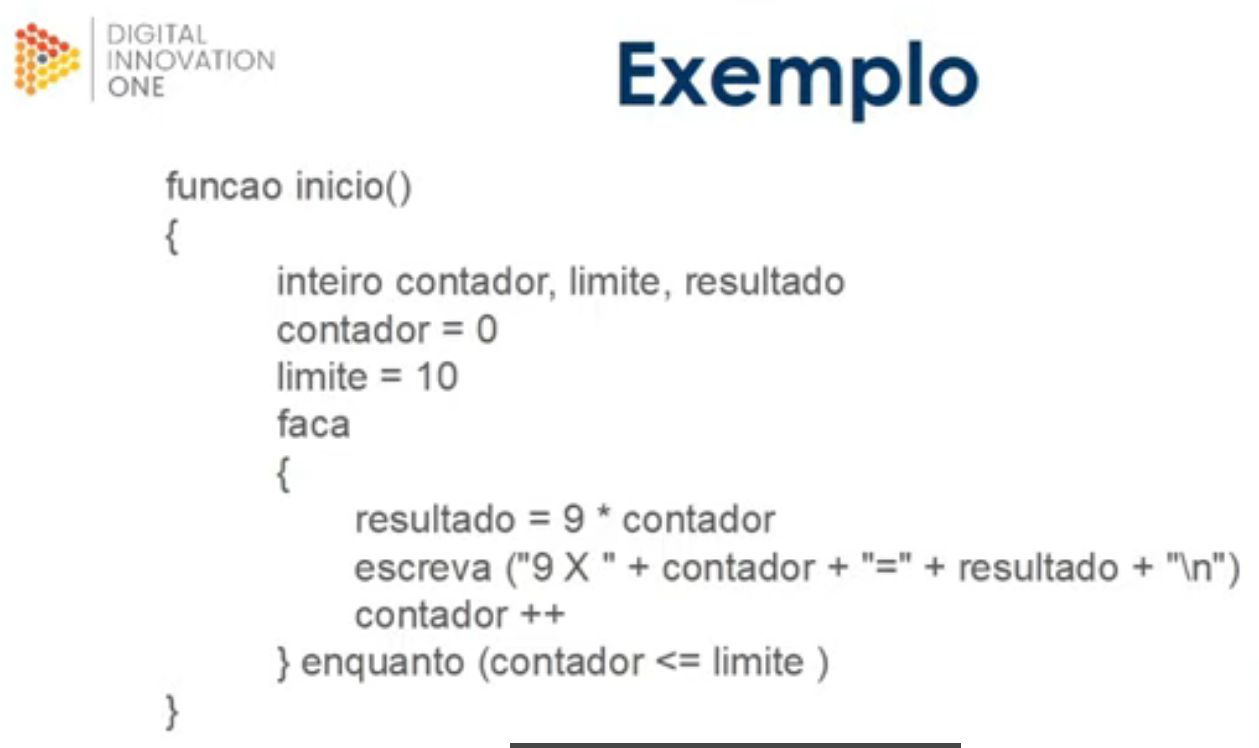 DIGITAL
INNOVATION
ONE
Exemplo
funcao inicio()
{
inteiro contador, limite, resultado
contador = 0
limite = 10
faca
{
resultado = 9 * contador
escreva ("9 X " + contador + "=" + resultado + "\n")
contador ++
} enquanto (contador <= limite )
}